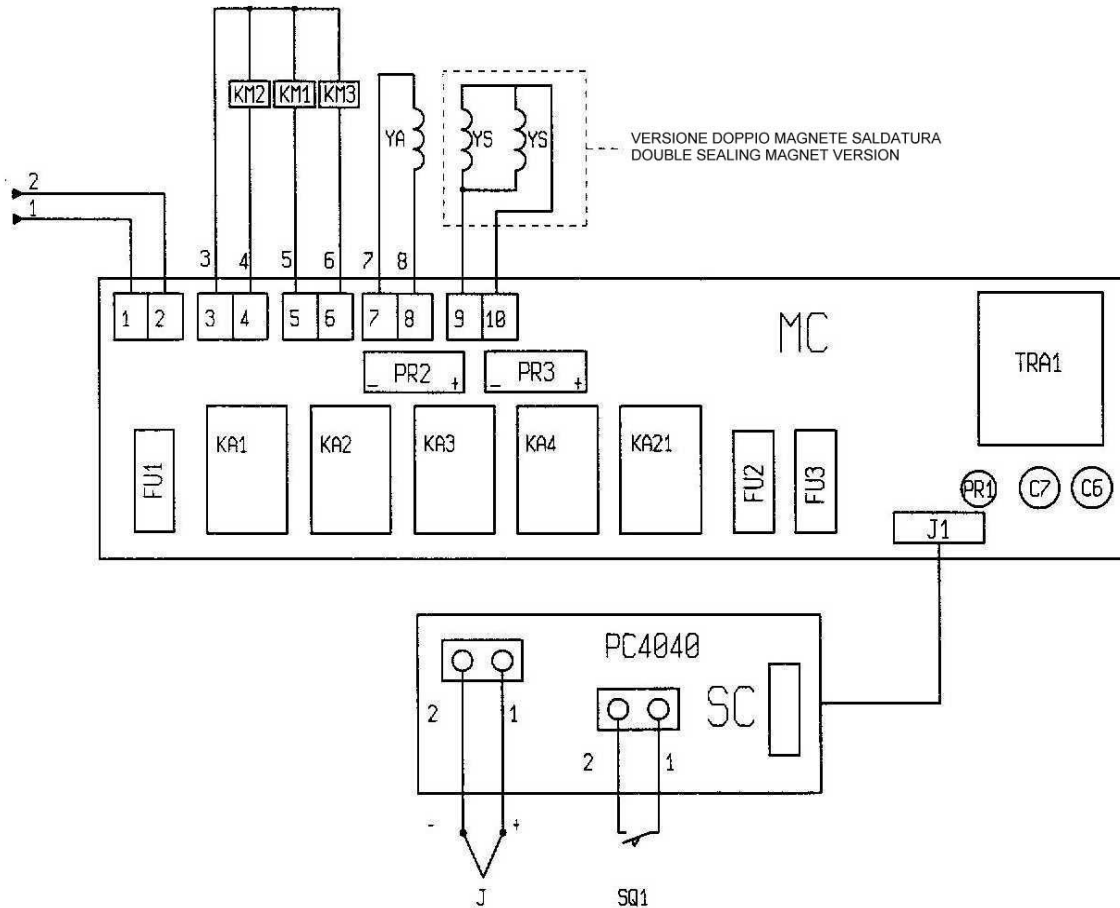 KM2 KM1 KM3
YA YS YS
VERSIONE DOPPIO MAGNETE SALDATURA
DOUBLE SEALING MAGNET VERSION
2
1
3 4 5 6 7 8
1 2 3 4 5 6 7 8 9 10
MC
TRA1
- PR2 + - PR3 +
FU1 KA1 KA2 KA3 KA4 KA21 FU2 FU3
PR1 C7 C6
J1
PC4040
SC
2 1
2 1
- +
J SQ1